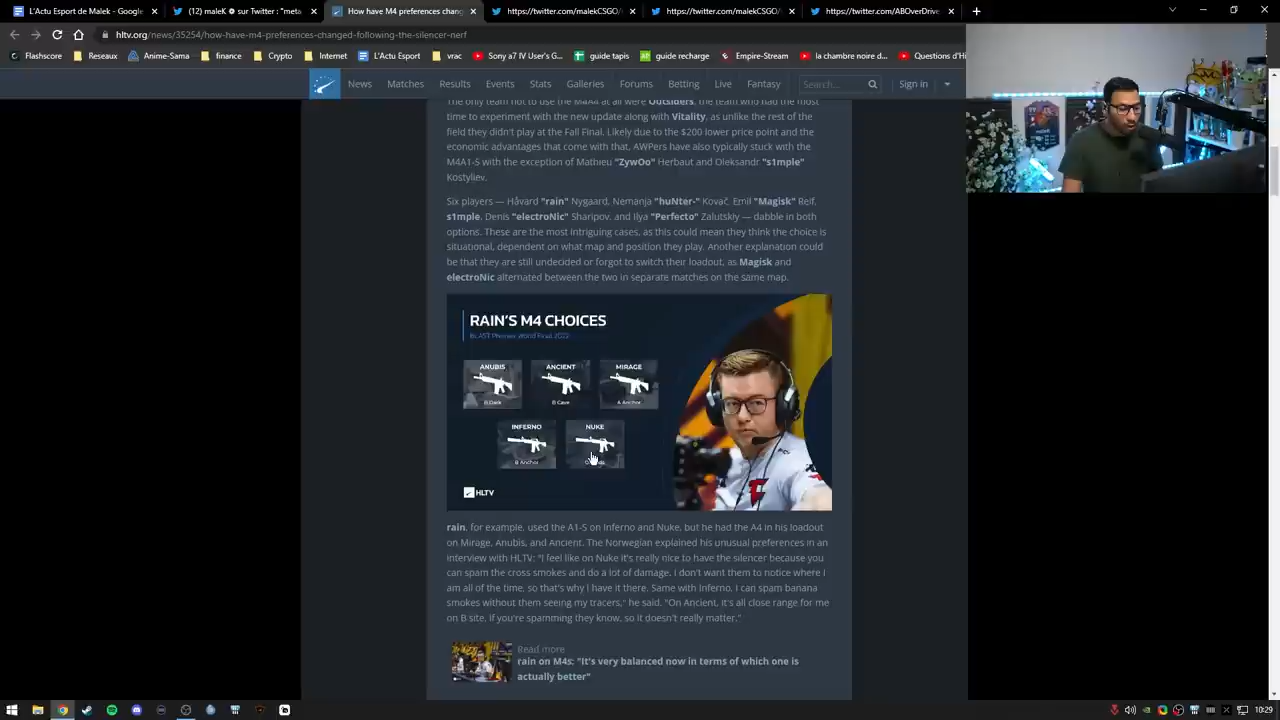 L'Actu Esport de Malek - Google
(12) maleK sur Twitter : "meta
How have M4 preferences chang
https://twitter.com/malekCSGO/
https://twitter.com/malekCSGO/
https://twitter.com/ABOverDrive
hltv.org/news/35254/how-have-m4-preferences-changed-following-the-silencer-nerf
Flashscore
Reseaux
Anime-Sama
finance
Crypto
Internet
L'Actu Esport
vrac
Sony a7 IV User's G...
guide tapis
guide recharge
Empire-Stream
la chambre noire d...
Questions d'Hi
News
Matches
Results
Events
Stats
Galleries
Forums
Betting
Live
Fantasy
Search...
Sign in
The only team not to use the M4A4 at all were Outsiders, the team who had the most
time to experiment with the new update along with Vitality, as unlike the rest of the
field they didn't play at the Fall Final. Likely due to the $200 lower price point and the
economic advantages that come with that, AWPers have also typically stuck with the
M4A1-S with the exception of Mathieu "ZywOo" Herbaut and Oleksandr "s1mple"
Kostyliev.
Six players — Håvard "rain" Nygaard, Nemanja "huNter-" Kovač, Emil "Magisk" Reif,
s1mple, Denis "electroNic" Sharipov, and Ilya "Perfecto" Zalutskiy — dabble in both
options. These are the most intriguing cases, as this could mean they think the choice is
situational, dependent on what map and position they play. Another explanation could
be that they are still undecided or forgot to switch their loadout, as Magisk and
electroNic alternated between the two in separate matches on the same map.
RAIN'S M4 CHOICES
BLAST Premier World Final 2022
ANUBIS
ANCIENT
MIRAGE
B Cave
A Anchor
INFERNO
NUKE
B Anchor
HLTV
rain, for example, used the A1-S on Inferno and Nuke, but he had the A4 in his loadout
on Mirage, Anubis, and Ancient. The Norwegian explained his unusual preferences in an
interview with HLTV: "I feel like on Nuke it's really nice to have the silencer because you
can spam the cross smokes and do a lot of damage. I don't want them to notice where I
am all of the time, so that's why I have it there. Same with Inferno, I can spam banana
smokes without them seeing my tracers," he said. "On Ancient, it's all close range for me
on B site, if you're spamming they know, so it doesn't really matter."
Read more
rain on M4s: "It's very balanced now in terms of which one is
actually better"
10:29